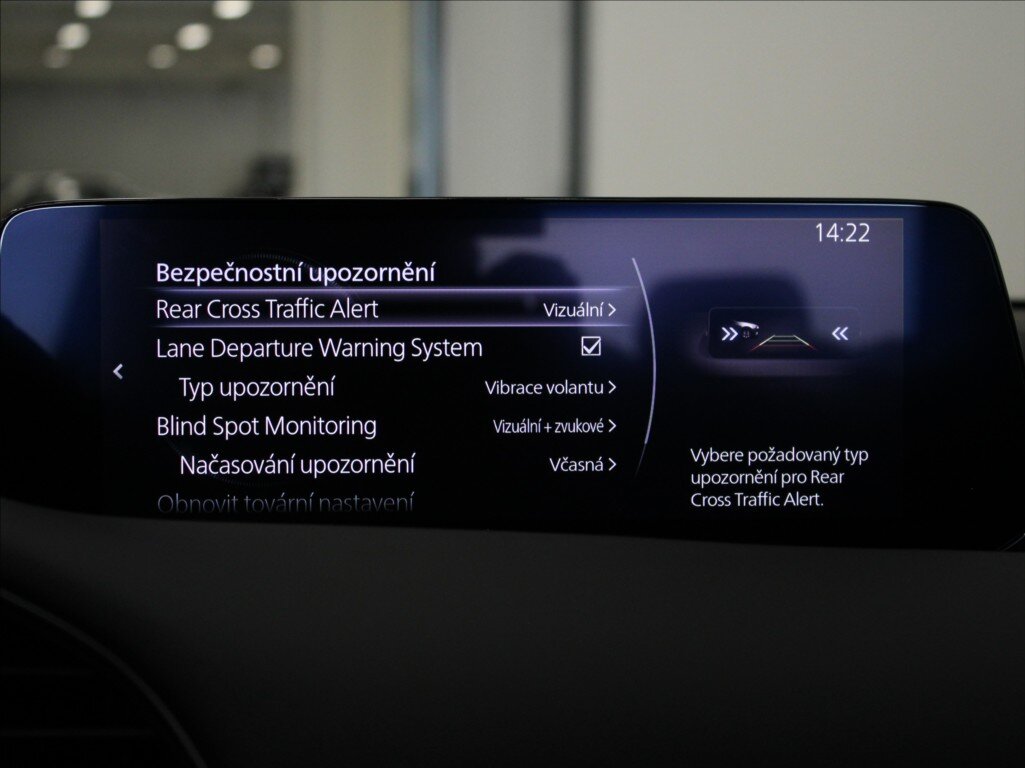 14:22
Bezpečnostní upozornění
Rear Cross Traffic Alert Vizuální >
Lane Departure Warning System
Typ upozornění Vibrace volantu >
Blind Spot Monitoring Vizuální + zvukové >
Načasování upozornění Včasná >
Obnovit tovární nastavení
Vybere požadovaný typ
upozornění pro Rear
Cross Traffic Alert.